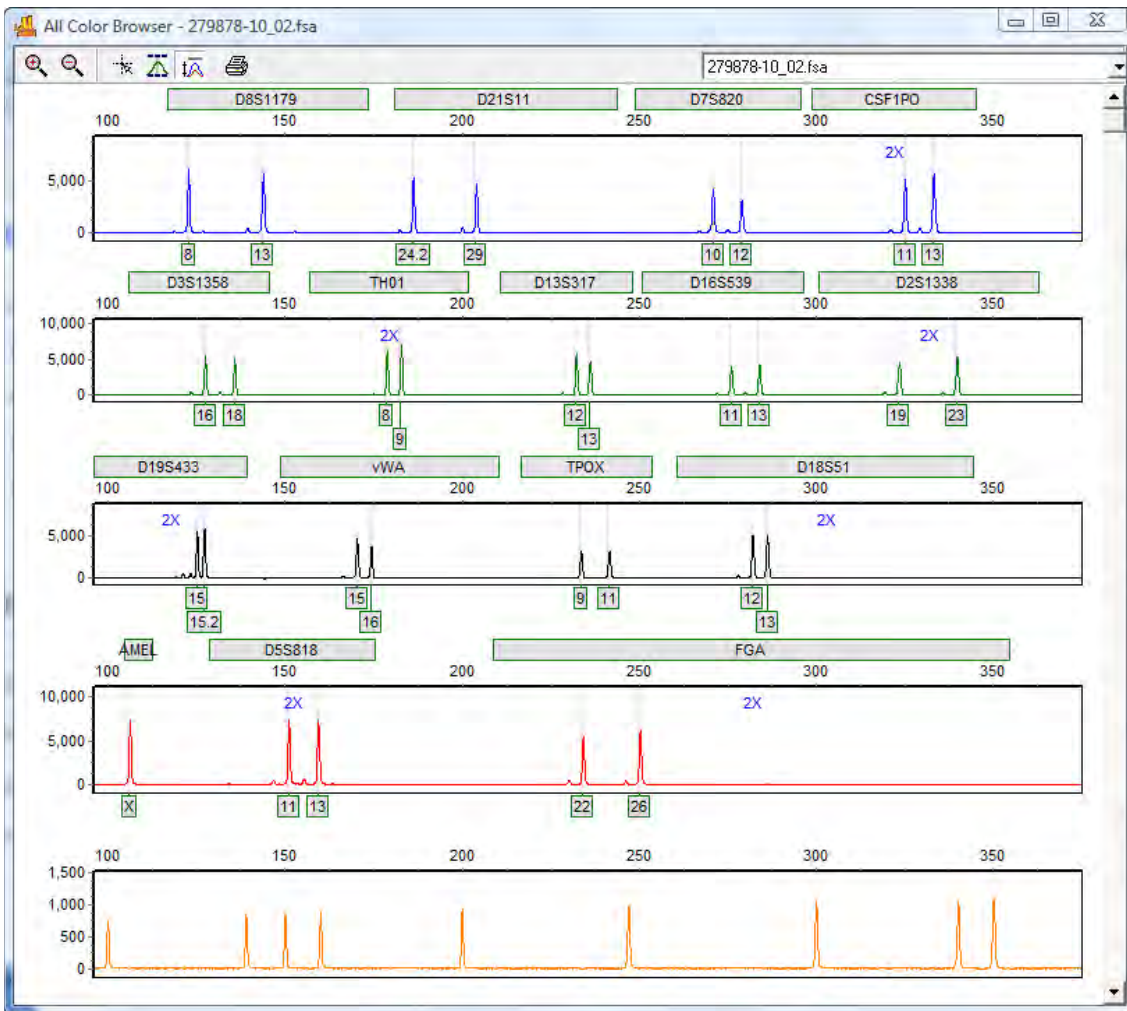 All Color Browser - 279878-10_02.fsa
279878-10_02.fsa
D8S1179 D21S11 D7S820 CSF1PO
100 150 200 250 300 350
2X
5,000
0
8 13 24.2 29 10 12 11 13
D3S1358 TH01 D13S317 D16S539 D2S1338
100 150 200 250 300 350
10,000
2X 2X
5,000
0
16 18 8 12 11 13 19 23
9 13
D19S433 vWA TPOX D18S51
100 150 200 250 300 350
2X 2X
5,000
0
15 15 9 11 12
15.2 16 13
AMEL D5S818 FGA
100 150 200 250 300 350
10,000
2X 2X
5,000
0
X 11 13 22 26
100 150 200 250 300 350
1,500
1,000
500
0